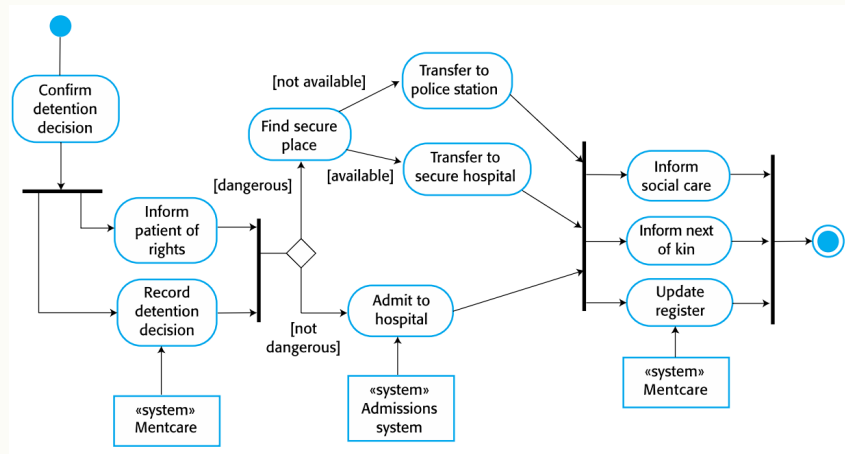 Confirm
detention
decision
Inform
patient of
rights
Record
detention
decision
«system»
Mentcare
[dangerous]
[not
dangerous]
Find secure
place
[not available]
[available]
Transfer to
police station
Transfer to
secure hospital
Admit to
hospital
«system»
Admissions
system
Inform
social care
Inform next
of kin
Update
register
«system»
Mentcare